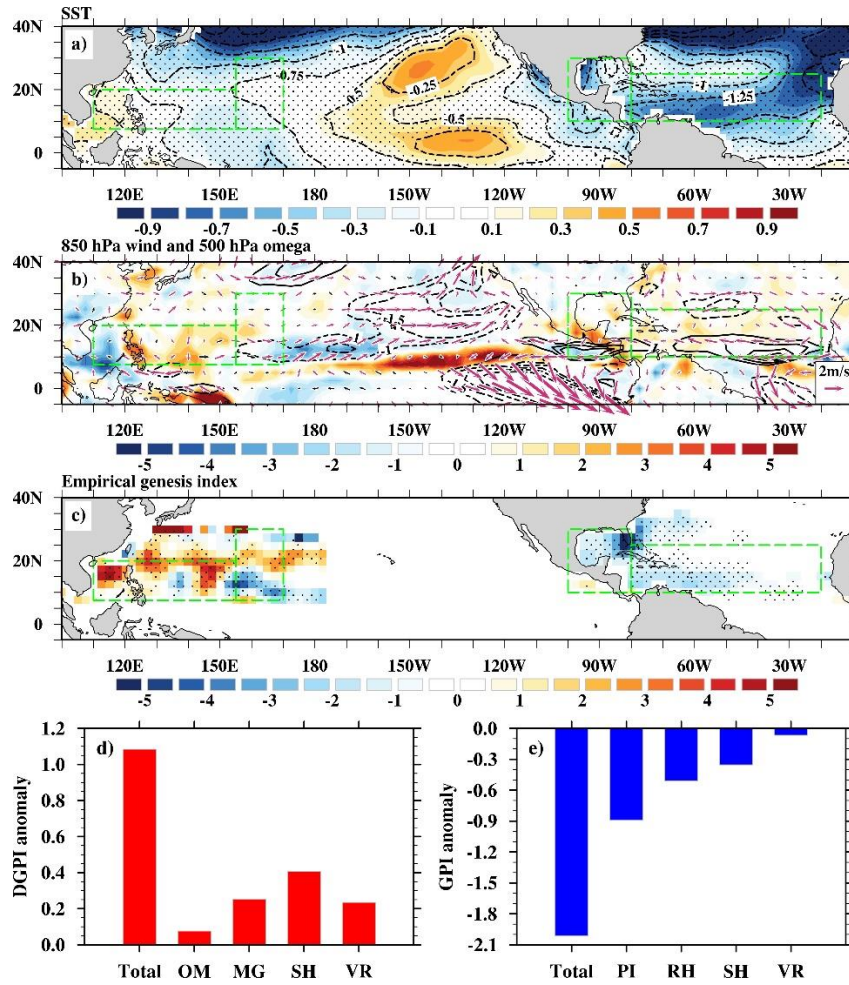 SST
a)
40N
20N
0
-1
-0.75
-0.5
-0.25
-0.5
-1
-1.25
120E 150E 180 150W 120W 90W 60W 30W
-0.9 -0.7 -0.5 -0.3 -0.1 0.1 0.3 0.5 0.7 0.9
850 hPa wind and 500 hPa omega
b)
40N
20N
0
-1.5
-1
2m/s
120E 150E 180 150W 120W 90W 60W 30W
-5 -4 -3 -2 -1 0 1 2 3 4 5
Empirical genesis index
c)
40N
20N
0
120E 150E 180 150W 120W 90W 60W 30W
-5 -4 -3 -2 -1 0 1 2 3 4 5
d)
DGPI anomaly
1.2
1.0
0.8
0.6
0.4
0.2
0.0
Total OM MG SH VR
e)
GPI anomaly
0.0
-0.3
-0.6
-0.9
-1.2
-1.5
-1.8
-2.1
Total PI RH SH VR